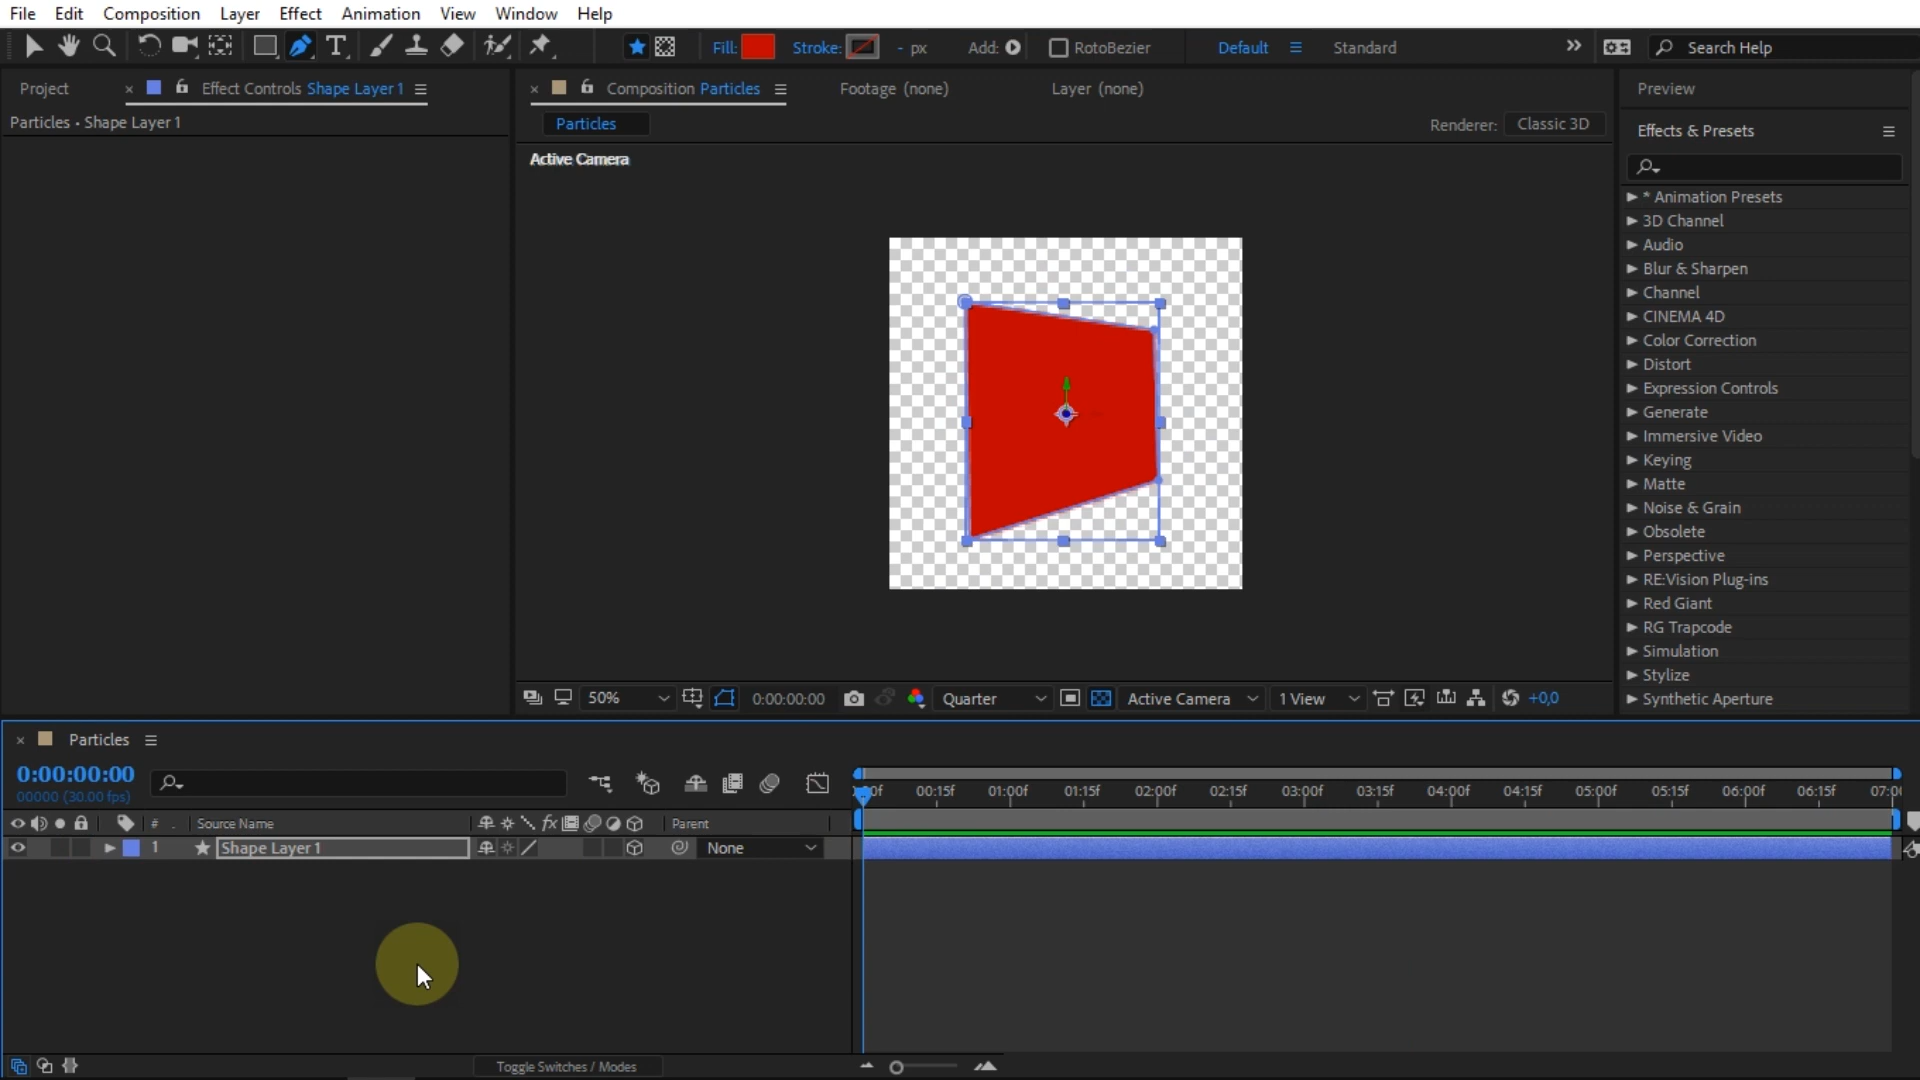 File Edit Composition Layer Effect Animation View Window Help
Fill: Stroke: - px Add: RotoBezier Default Standard Search Help
Project Effect Controls Shape Layer 1 Composition Particles Footage (none) Layer (none) Preview
Particles • Shape Layer 1
Particles Renderer: Classic 3D
Active Camera
Effects & Presets
* Animation Presets
3D Channel
Audio
Blur & Sharpen
Channel
CINEMA 4D
Color Correction
Distort
Expression Controls
Generate
Immersive Video
Keying
Matte
Noise & Grain
Obsolete
Perspective
RE:Vision Plug-ins
Red Giant
RG Trapcode
Simulation
Stylize
Synthetic Aperture
50% 0:00:00:00 Quarter Active Camera 1 View +0,0
Particles
0:00:00:00
00000 (30.00 fps)
00:15f 01:00f 01:15f 02:00f 02:15f 03:00f 03:15f 04:00f 04:15f 05:00f 05:15f 06:00f 06:15f
# Source Name fx Parent
1 Shape Layer 1 None
Toggle Switches / Modes